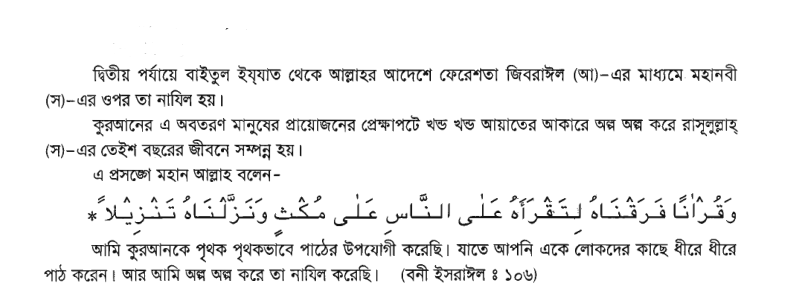 দ্বিতীয় পর্যায়ে বাইতুল ইয্যাত থেকে আল্লাহর আদেশে ফেরেশতা জিবরাঈল (আ)-এর মাধ্যমে মহানবী
(স)-এর ওপর তা নাযিল হয়।
কুরআনের এ অবতরণ মানুষের প্রায়োজনের প্রেক্ষাপটে খন্ড খন্ড আয়াতের আকারে অল্প অল্প করে রাসূলুল্লাহ্
(স)-এর তেইশ বছরের জীবনে সম্পন্ন হয়।
এ প্রসঙ্গে মহান আল্লাহ বলেন-
وَقُرْاٰنًا فَرَقْنَاهُ لِتَقْرَأَهُ عَلٰى النَّاسِ عَلٰى مُكْثٍ وَنَزَّلْنَاهُ تَنْزِيْلاً *
আমি কুরআনকে পৃথক পৃথকভাবে পাঠের উপযোগী করেছি। যাতে আপনি একে লোকদের কাছে ধীরে ধীরে
পাঠ করেন। আর আমি অল্প অল্প করে তা নাযিল করেছি। (বনী ইসরাঈল ঃ ১০৬)